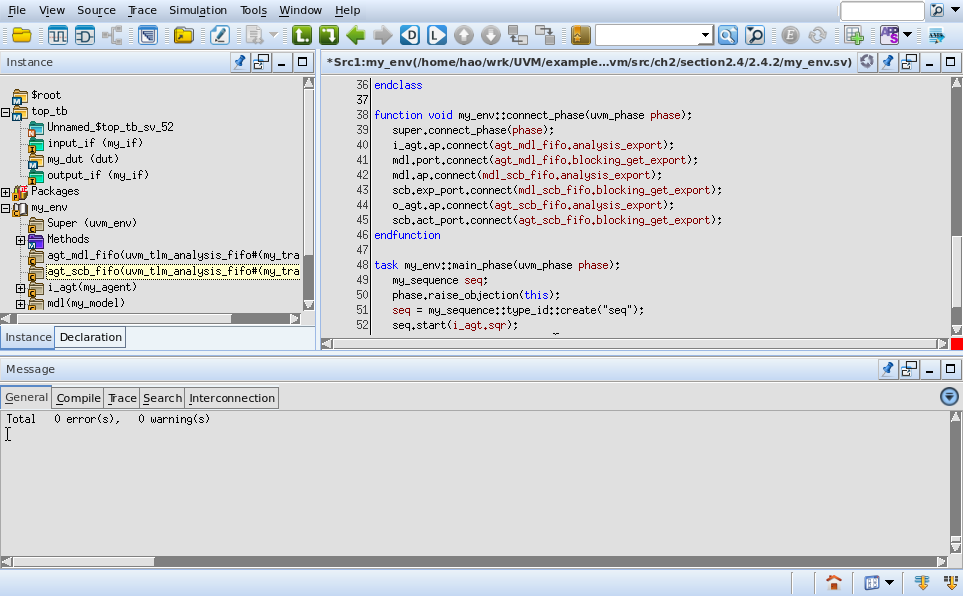 File View Source Trace Simulation Tools Window Help
D L E
Instance
$root
top_tb
Unnamed_$top_tb_sv_52
input_if (my_if)
my_dut (dut)
output_if (my_if)
Packages
my_env
Super (uvm_env)
Methods
agt_mdl_fifo(uvm_tlm_analysis_fifo#(my_tra
agt_scb_fifo(uvm_tlm_analysis_fifo#(my_tra
i_agt(my_agent)
mdl(my_model)
Instance Declaration
*Src1:my_env(/home/hao/wrk/UVM/example...vm/src/ch2/section2.4/2.4.2/my_env.sv)
36 endclass
37
38 function void my_env::connect_phase(uvm_phase phase);
39 super.connect_phase(phase);
40 i_agt.ap.connect(agt_mdl_fifo.analysis_export);
41 mdl.port.connect(agt_mdl_fifo.blocking_get_export);
42 mdl.ap.connect(mdl_scb_fifo.analysis_export);
43 scb.exp_port.connect(mdl_scb_fifo.blocking_get_export);
44 o_agt.ap.connect(agt_scb_fifo.analysis_export);
45 scb.act_port.connect(agt_scb_fifo.blocking_get_export);
46 endfunction
47
48 task my_env::main_phase(uvm_phase phase);
49 my_sequence seq;
50 phase.raise_objection(this);
51 seq = my_sequence::type_id::create("seq");
52 seq.start(i_agt.sqr);
Message
General Compile Trace Search Interconnection
Total 0 error(s), 0 warning(s)